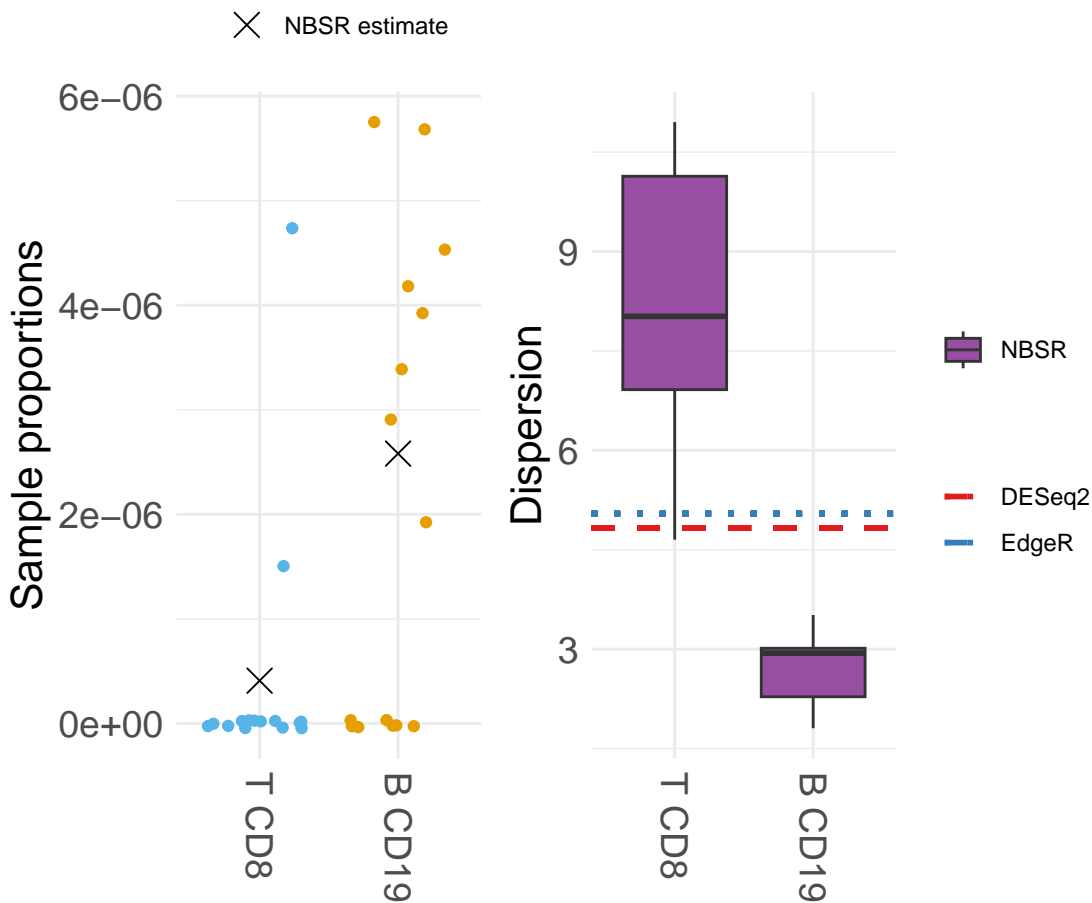 NBSR estimate
Sample proportions
6e−06
4e−06
2e−06
0e+00
T CD8
B CD19
Dispersion
9
6
3
T CD8
B CD19
NBSR
DESeq2
EdgeR